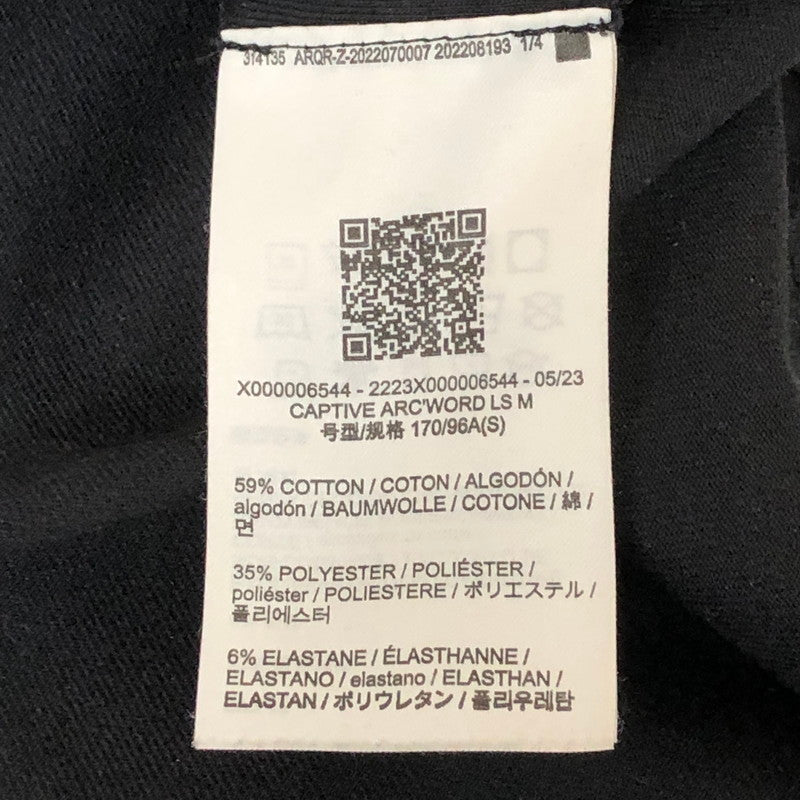 314135 ARQR-Z-2022070007 202208193 1/4
X000006544 - 2223X000006544 - 05/23
CAPTIVE ARC'WORD LS M
号型/规格 170/96A(S)
59% COTTON / COTON / ALGODÓN /
algodón / BAUMWOLLE / COTONE / 綿 /
면
35% POLYESTER / POLIÉSTER /
poliéster / POLIESTERE / ポリエステル /
폴리에스터
6% ELASTANE / ÉLASTHANNE /
ELASTANO / elastano / ELASTHAN /
ELASTAN / ポリウレタン / 폴리우레탄